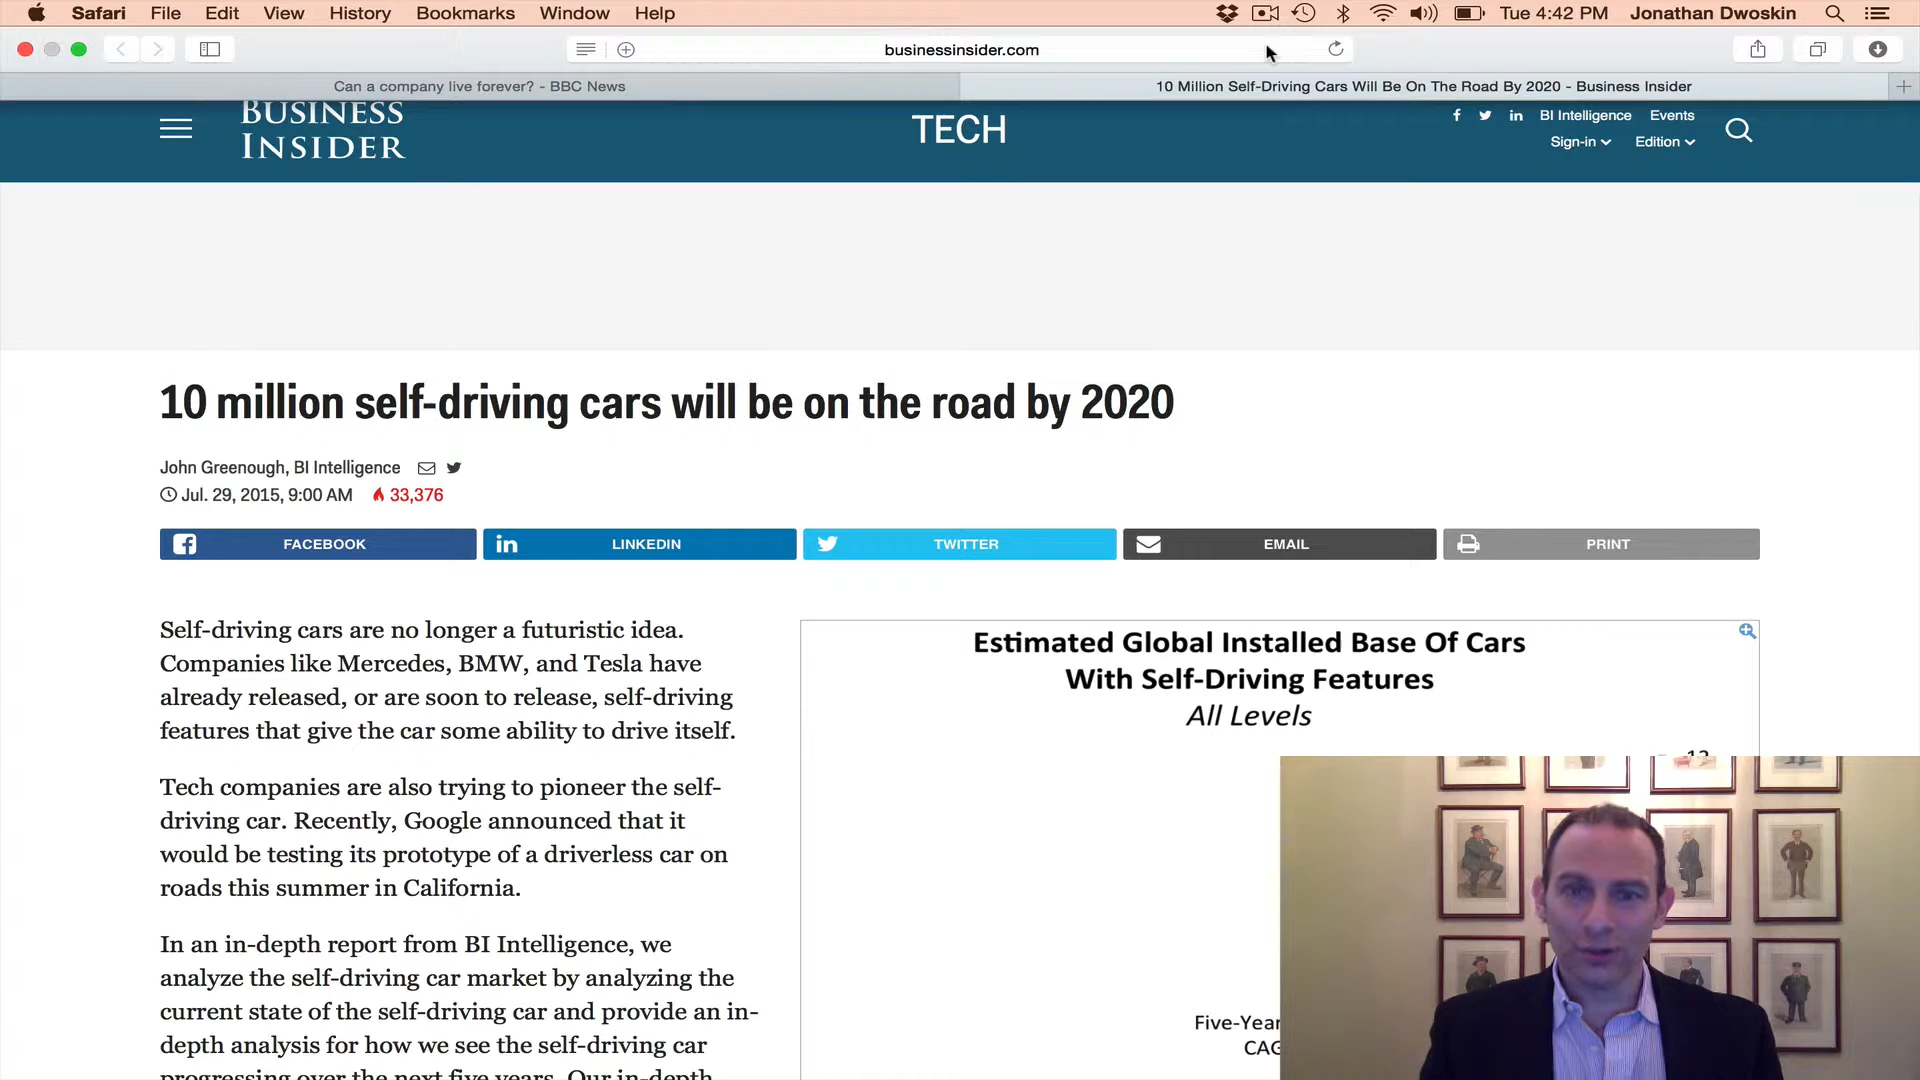 Safari File Edit View History Bookmarks Window Help Tue 4:42 PM Jonathan Dwoskin
businessinsider.com
Can a company live forever? - BBC News
10 Million Self-Driving Cars Will Be On The Road By 2020 - Business Insider
BUSINESS
INSIDER
TECH
BI Intelligence Events
Sign-in Edition
10 million self-driving cars will be on the road by 2020
John Greenough, BI Intelligence
Jul. 29, 2015, 9:00 AM 33,376
FACEBOOK LINKEDIN TWITTER EMAIL PRINT
Self-driving cars are no longer a futuristic idea.
Companies like Mercedes, BMW, and Tesla have
already released, or are soon to release, self-driving
features that give the car some ability to drive itself.
Tech companies are also trying to pioneer the self-
driving car. Recently, Google announced that it
would be testing its prototype of a driverless car on
roads this summer in California.
In an in-depth report from BI Intelligence, we
analyze the self-driving car market by analyzing the
current state of the self-driving car and provide an in-
depth analysis for how we see the self-driving car
progressing over the next five years. Our in-depth
Estimated Global Installed Base Of Cars
With Self-Driving Features
All Levels
12
Five-Year